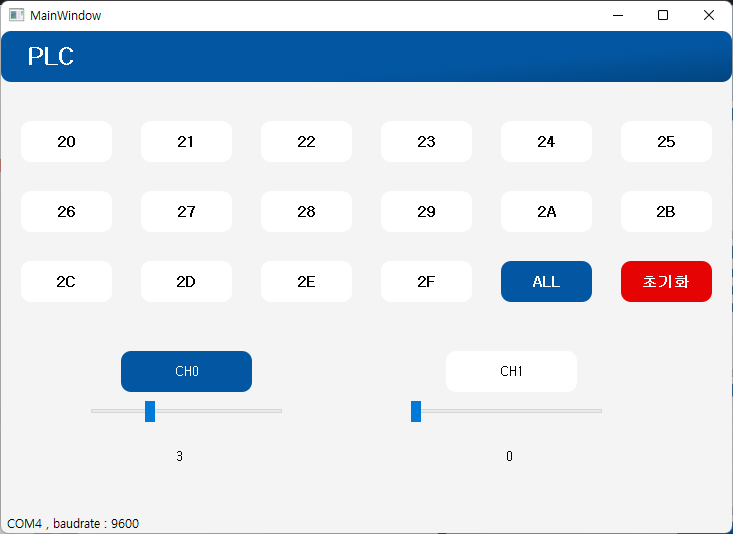 MainWindow
PLC
20 21 22 23 24 25
26 27 28 29 2A 2B
2C 2D 2E 2F ALL 초기화
CH0 CH1
3 0
COM4 , baudrate : 9600